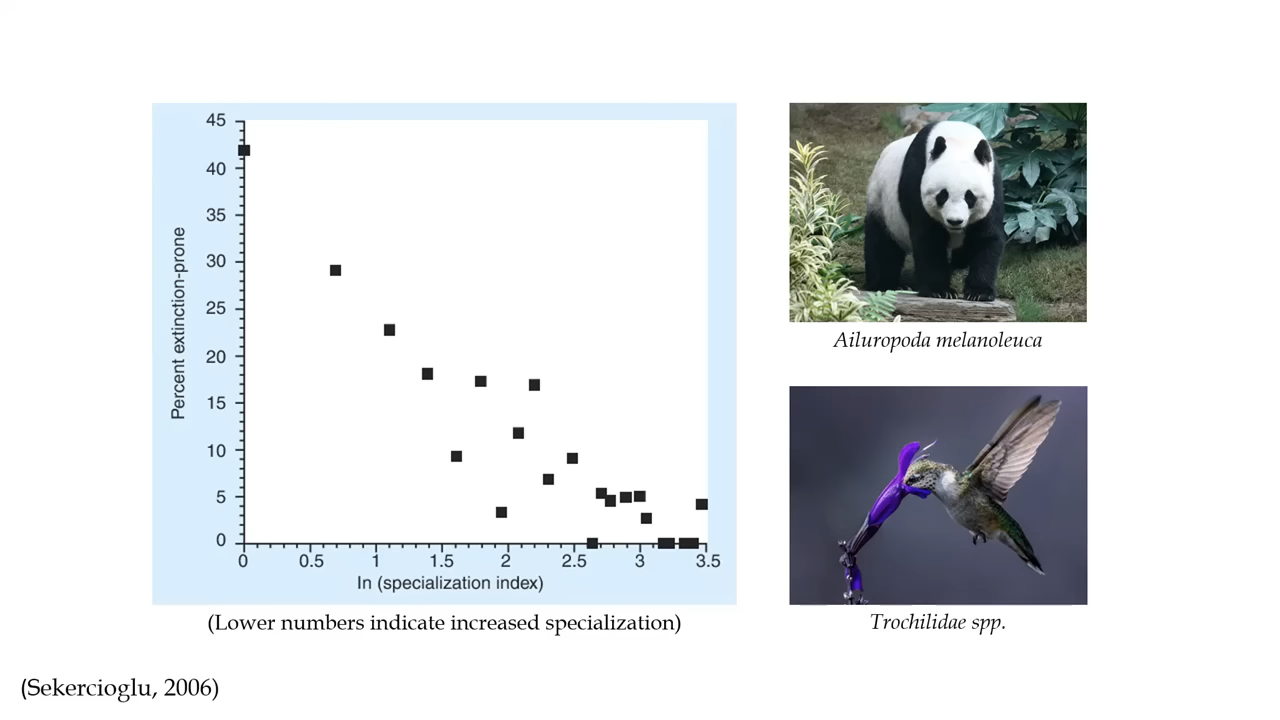 45
40
35
30
25
20
15
10
5
0
Percent extinction-prone
0 0.5 1 1.5 2 2.5 3 3.5
ln (specialization index)
(Lower numbers indicate increased specialization)
Ailuropoda melanoleuca
Trochilidae spp.
(Sekercioglu, 2006)